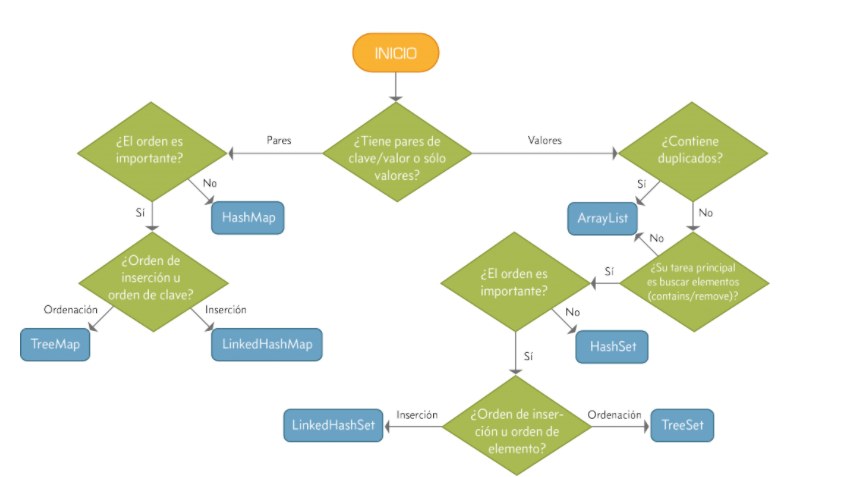 INICIO
¿El orden es
importante?
Pares
¿Tiene pares de
clave/valor o sólo
valores?
Valores
¿Contiene
duplicados?
No
HashMap
Sí
Sí
ArrayList
No
No
¿Orden de
inserción u
orden de clave?
¿El orden es
importante?
Sí
¿Su tarea principal
es buscar elementos
(contains/remove)?
Ordenación
Inserción
No
TreeMap
LinkedHashMap
HashSet
Sí
LinkedHashSet
Inserción
¿Orden de inser-
ción u orden de
elemento?
Ordenación
TreeSet